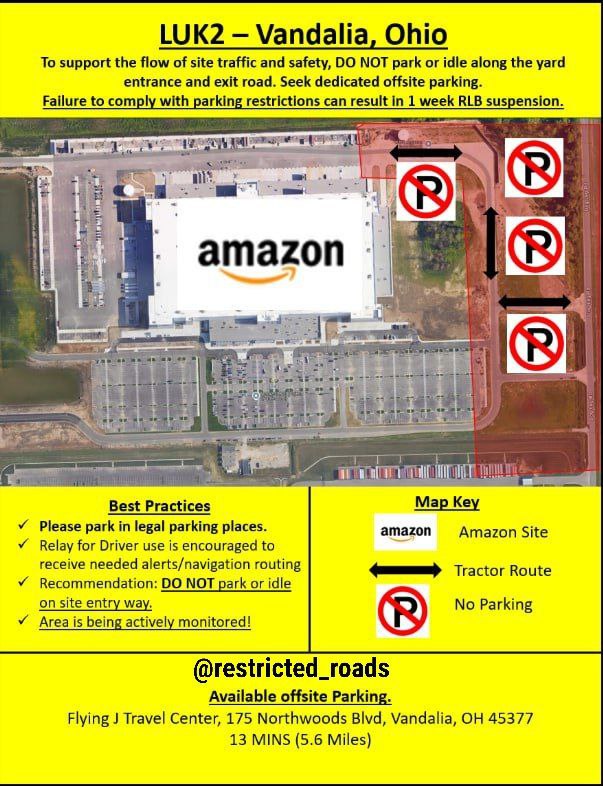 LUK2 – Vandalia, Ohio
To support the flow of site traffic and safety, DO NOT park or idle along the yard
entrance and exit road. Seek dedicated offsite parking.
Failure to comply with parking restrictions can result in 1 week RLB suspension.
P
P
P
P
amazon
Best Practices
✓ Please park in legal parking places.
✓ Relay for Driver use is encouraged to
receive needed alerts/navigation routing
✓ Recommendation: DO NOT park or idle
on site entry way.
✓ Area is being actively monitored!
Map Key
amazon Amazon Site
Tractor Route
P No Parking
@restricted_roads
Available offsite Parking.
Flying J Travel Center, 175 Northwoods Blvd, Vandalia, OH 45377
13 MINS (5.6 Miles)